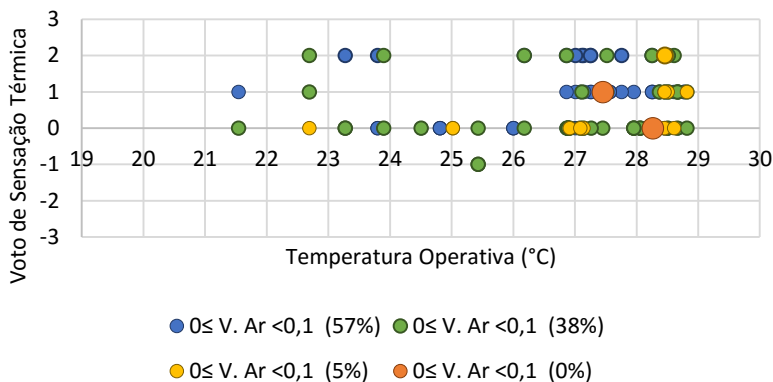 3
2
1
0
-1
-2
-3
19 20 21 22 23 24 25 26 27 28 29 30
Voto de Sensação Térmica
Temperatura Operativa (°C)
0≤ V. Ar <0,1 (57%) 0≤ V. Ar <0,1 (38%)
0≤ V. Ar <0,1 (5%) 0≤ V. Ar <0,1 (0%)